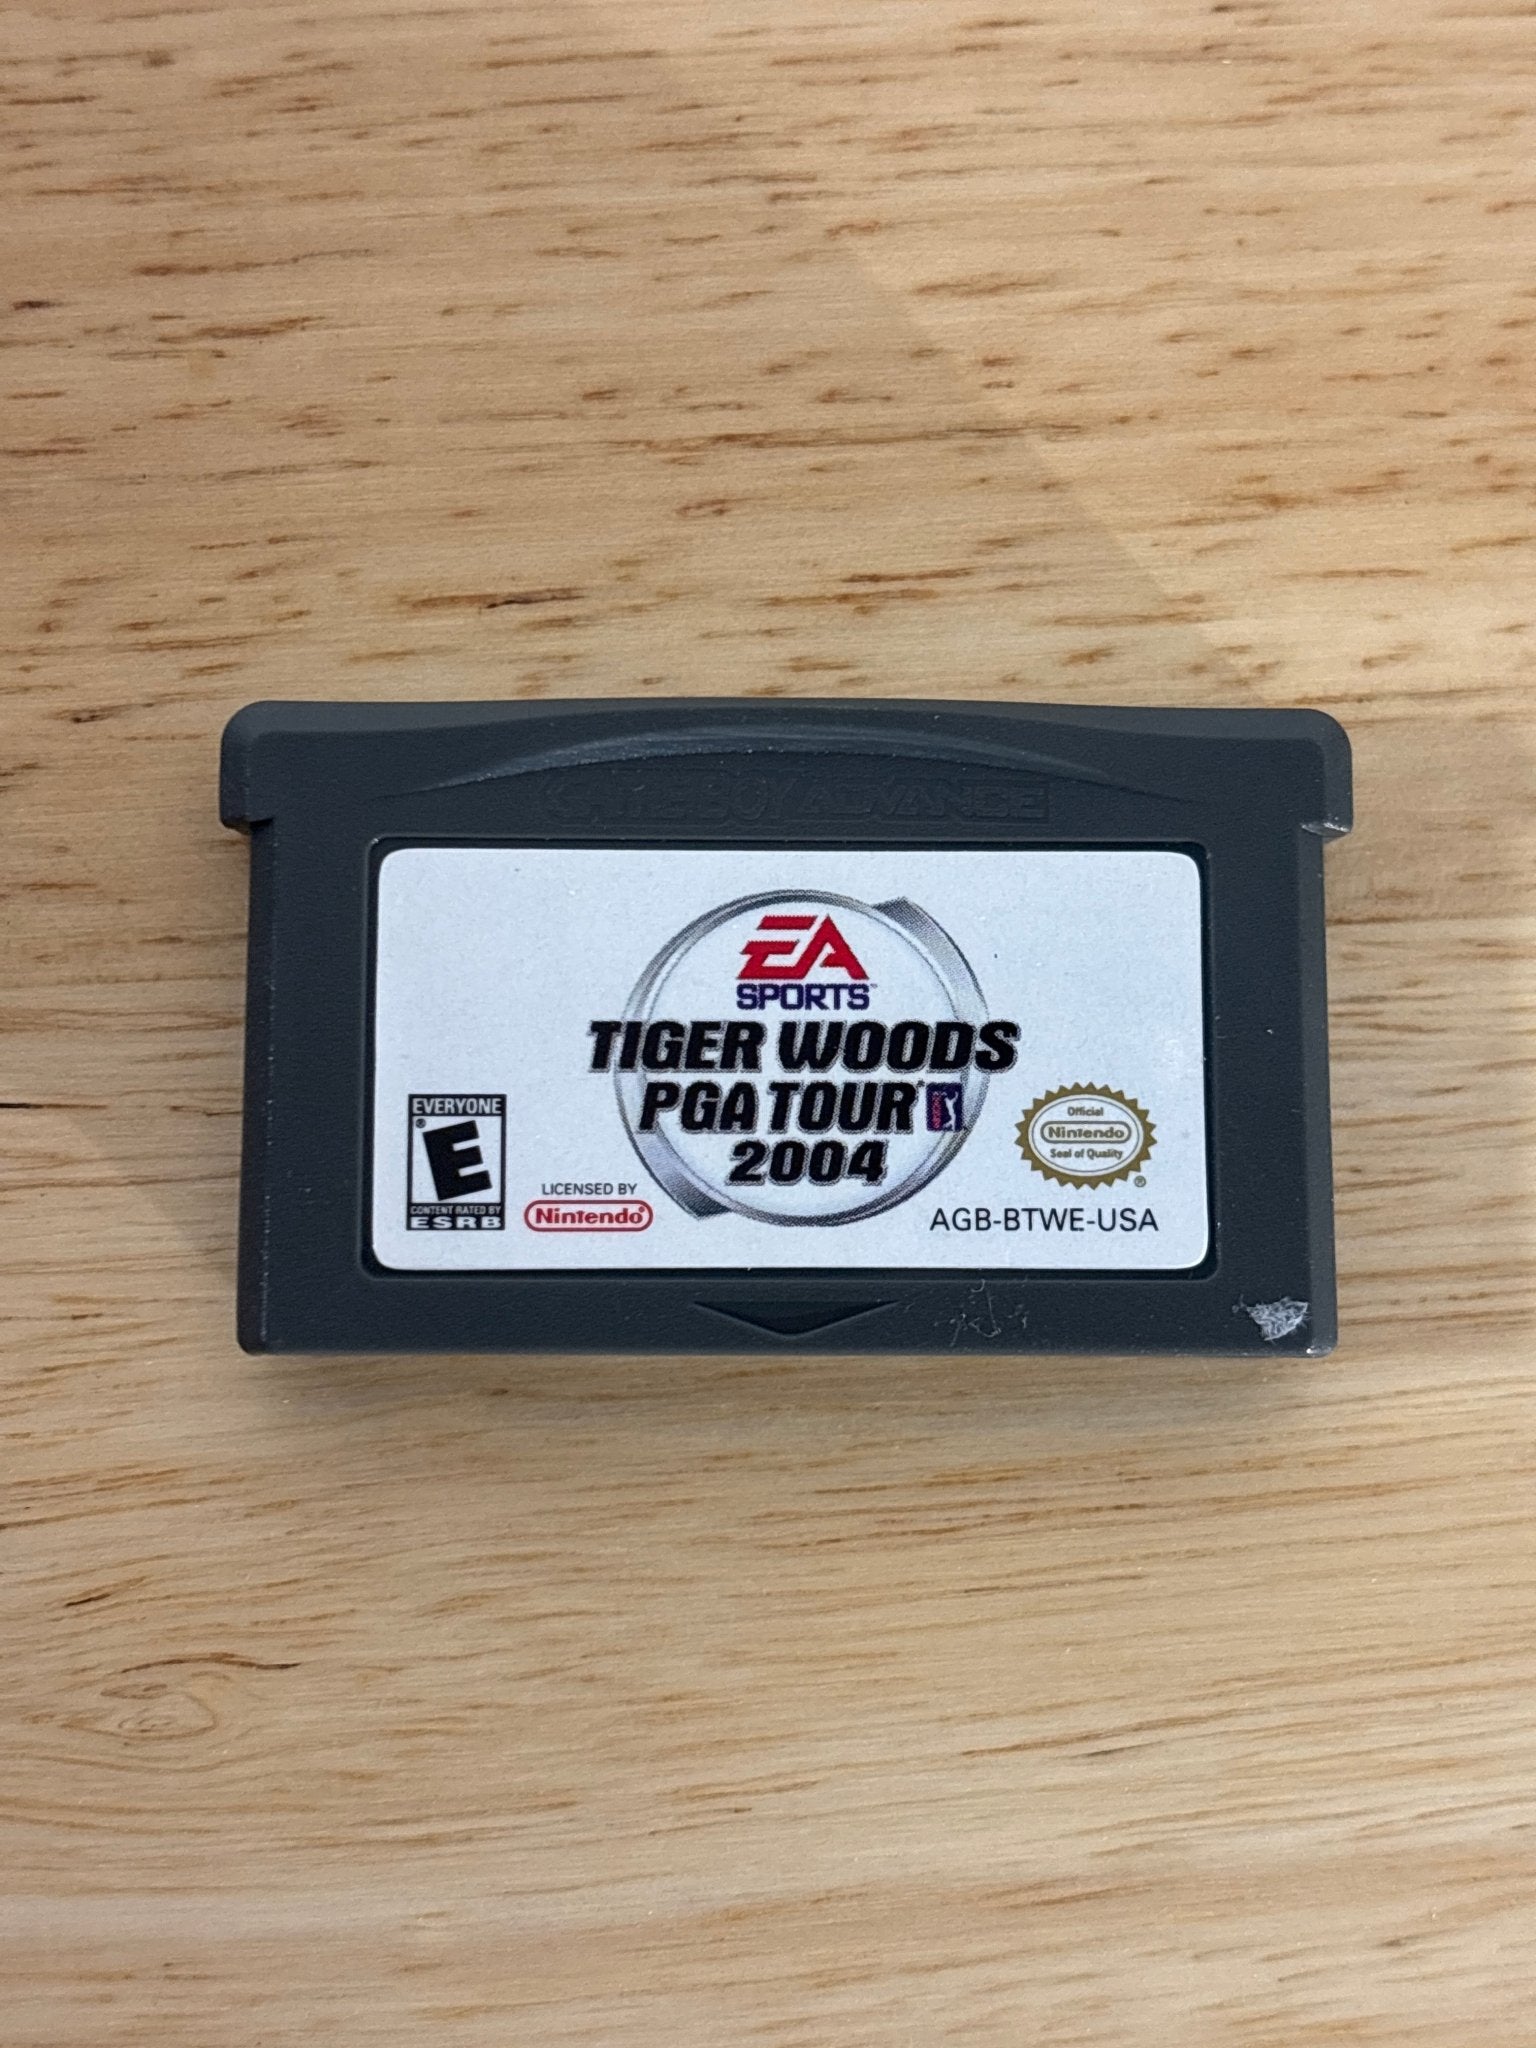 GAME BOY ADVANCE
EA
SPORTS™
TIGER WOODS
PGA TOUR®
2004
EVERYONE
E®
CONTENT RATED BY
ESRB
LICENSED BY
Nintendo®
Official
Nintendo
Seal of Quality
®
AGB-BTWE-USA